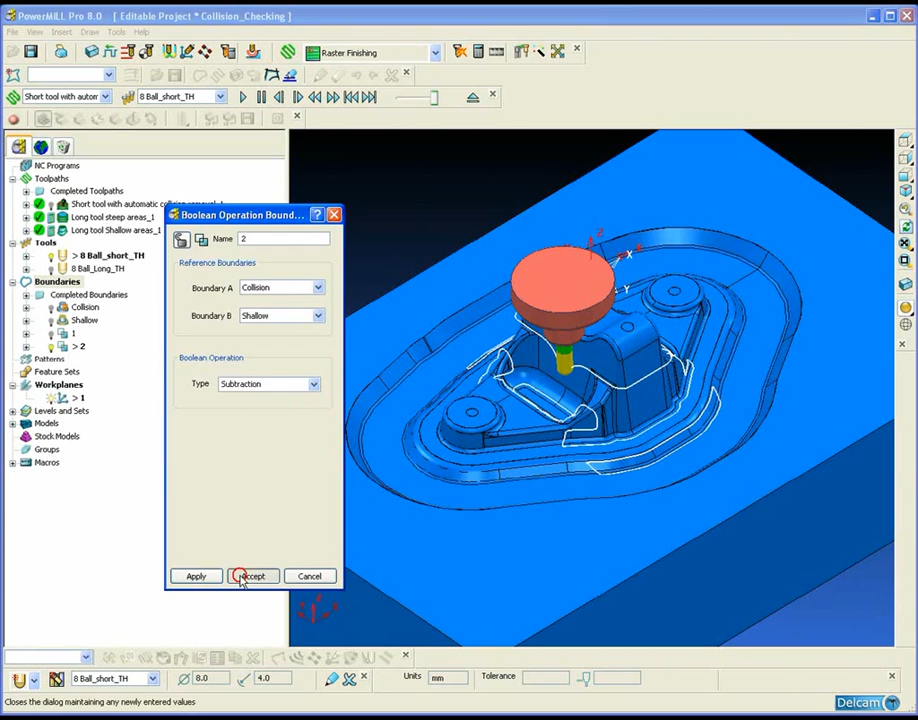 PowerMILL Pro 8.0 [ Editable Project * Collision_Checking ]
File View Insert Draw Tools Help
Raster Finishing
Short tool with autom
8 Ball_short_TH
NC Programs
Toolpaths
Completed Toolpaths
Short tool with automatic collision removal_1
Long tool steep areas_1
Long tool Shallow areas_1
Tools
> 8 Ball_short_TH
8 Ball_Long_TH
Boundaries
Completed Boundaries
Collision
Shallow
1
> 2
Patterns
Feature Sets
Workplanes
> 1
Levels and Sets
Models
Stock Models
Groups
Macros
Boolean Operation Bound...
Name 2
Reference Boundaries
Boundary A Collision
Boundary B Shallow
Boolean Operation
Type Subtraction
Apply Accept Cancel
Z
X
Y
8 Ball_short_TH
8.0
4.0
Units mm
Tolerance
Closes the dialog maintaining any newly entered values
Delcam